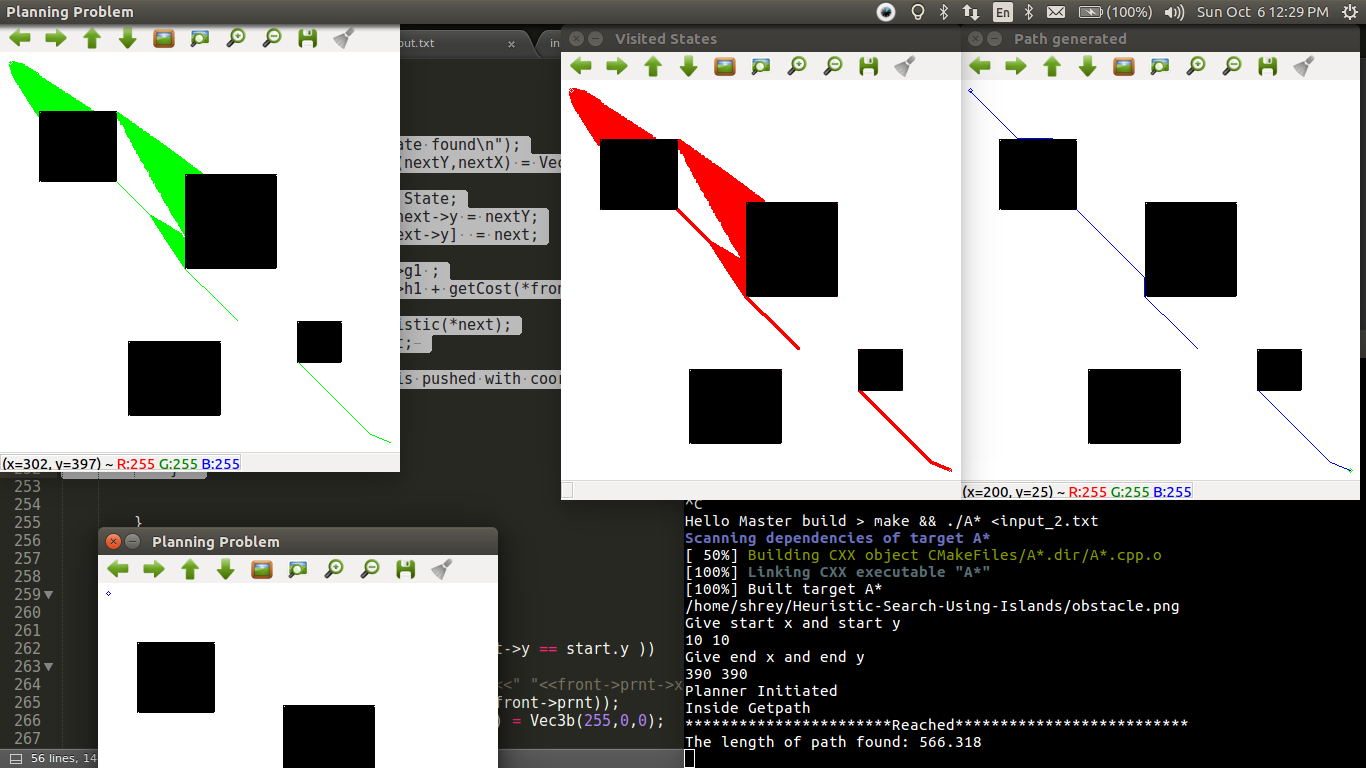 Planning Problem
En
(100%)
Sun Oct 6 12:29 PM
put.txt
×
in
Visited States
Path generated
ate found\n");
(nextY,nextX) = Vec
State;
next->y = nextY;
ext->y] = next;
>g1 ;
>h1 + getCost(*fron
istic(*next);
t;
is pushed with coor
(x=302, y=397) ~ R:255 G:255 B:255
(x=200, y=25) ~ R:255 G:255 B:255
253
254
255 }
256
257
258
259
260
261
262 t->y == start.y ))
263
264 <<" "<<front->prnt->x
265 front->prnt));
266 ) = Vec3b(255,0,0);
267
Planning Problem
56 lines, 14
^C
Hello Master build > make && ./A* <input_2.txt
Scanning dependencies of target A*
[ 50%] Building CXX object CMakeFiles/A*.dir/A*.cpp.o
[100%] Linking CXX executable "A*"
[100%] Built target A*
/home/shrey/Heuristic-Search-Using-Islands/obstacle.png
Give start x and start y
10 10
Give end x and end y
390 390
Planner Initiated
Inside Getpath
************************Reached***************************
The length of path found: 566.318